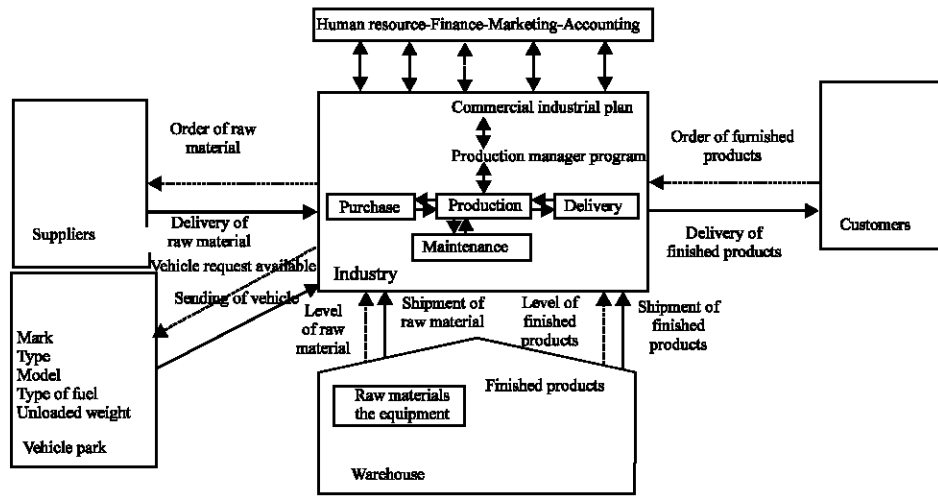 Human resource-Finance-Marketing-Accounting
Commercial industrial plan
Production manager program
Purchase
Production
Delivery
Maintenance
Industry
Order of raw
material
Delivery of
raw material
Suppliers
Order of furnished
products
Delivery of
finished products
Customers
Vehicle request available
Sending of vehicle
Mark
Type
Model
Type of fuel
Unloaded weight
Vehicle park
Level
of raw
material
Shipment of
raw material
Level of
finished
products
Shipment of
finished
products
Finished products
Raw materials
the equipment
Warehouse